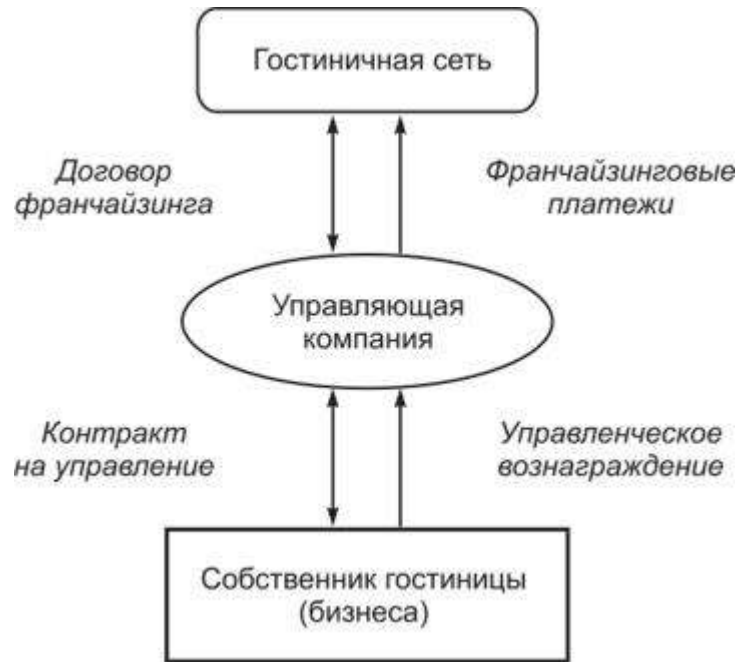 Гостиничная сеть
Договор
франчайзинга
Франчайзинговые
платежи
Управляющая
компания
Контракт
на управление
Управленческое
вознаграждение
Собственник гостиницы
(бизнеса)